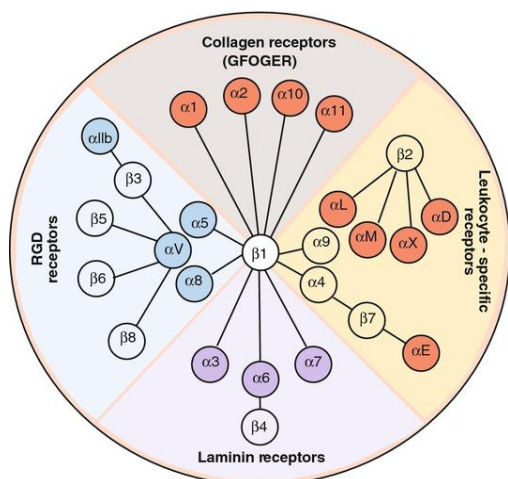 Collagen receptors
(GFOGER)
α1
α2
α10
α11
αIIb
β3
β5
α5
αV
β6
α8
β8
RGD
receptors
β1
β2
αL
αM
αX
αD
α9
α4
β7
αE
Leukocyte - specific
receptors
α3
α6
α7
β4
Laminin receptors